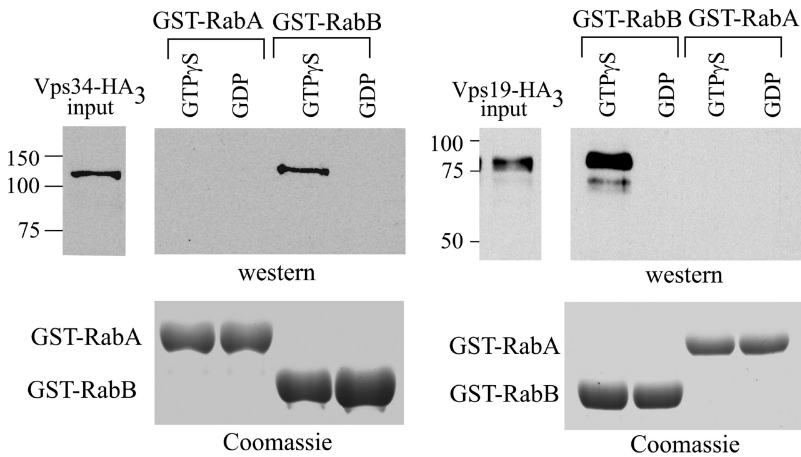 GST-RabA GST-RabB
Vps34-HA3 input
GTPγS GDP GTPγS GDP
150
100
75
western
GST-RabA
GST-RabB
Coomassie
GST-RabB GST-RabA
Vps19-HA3 input
GTPγS GDP GTPγS GDP
100
75
50
western
GST-RabA
GST-RabB
Coomassie